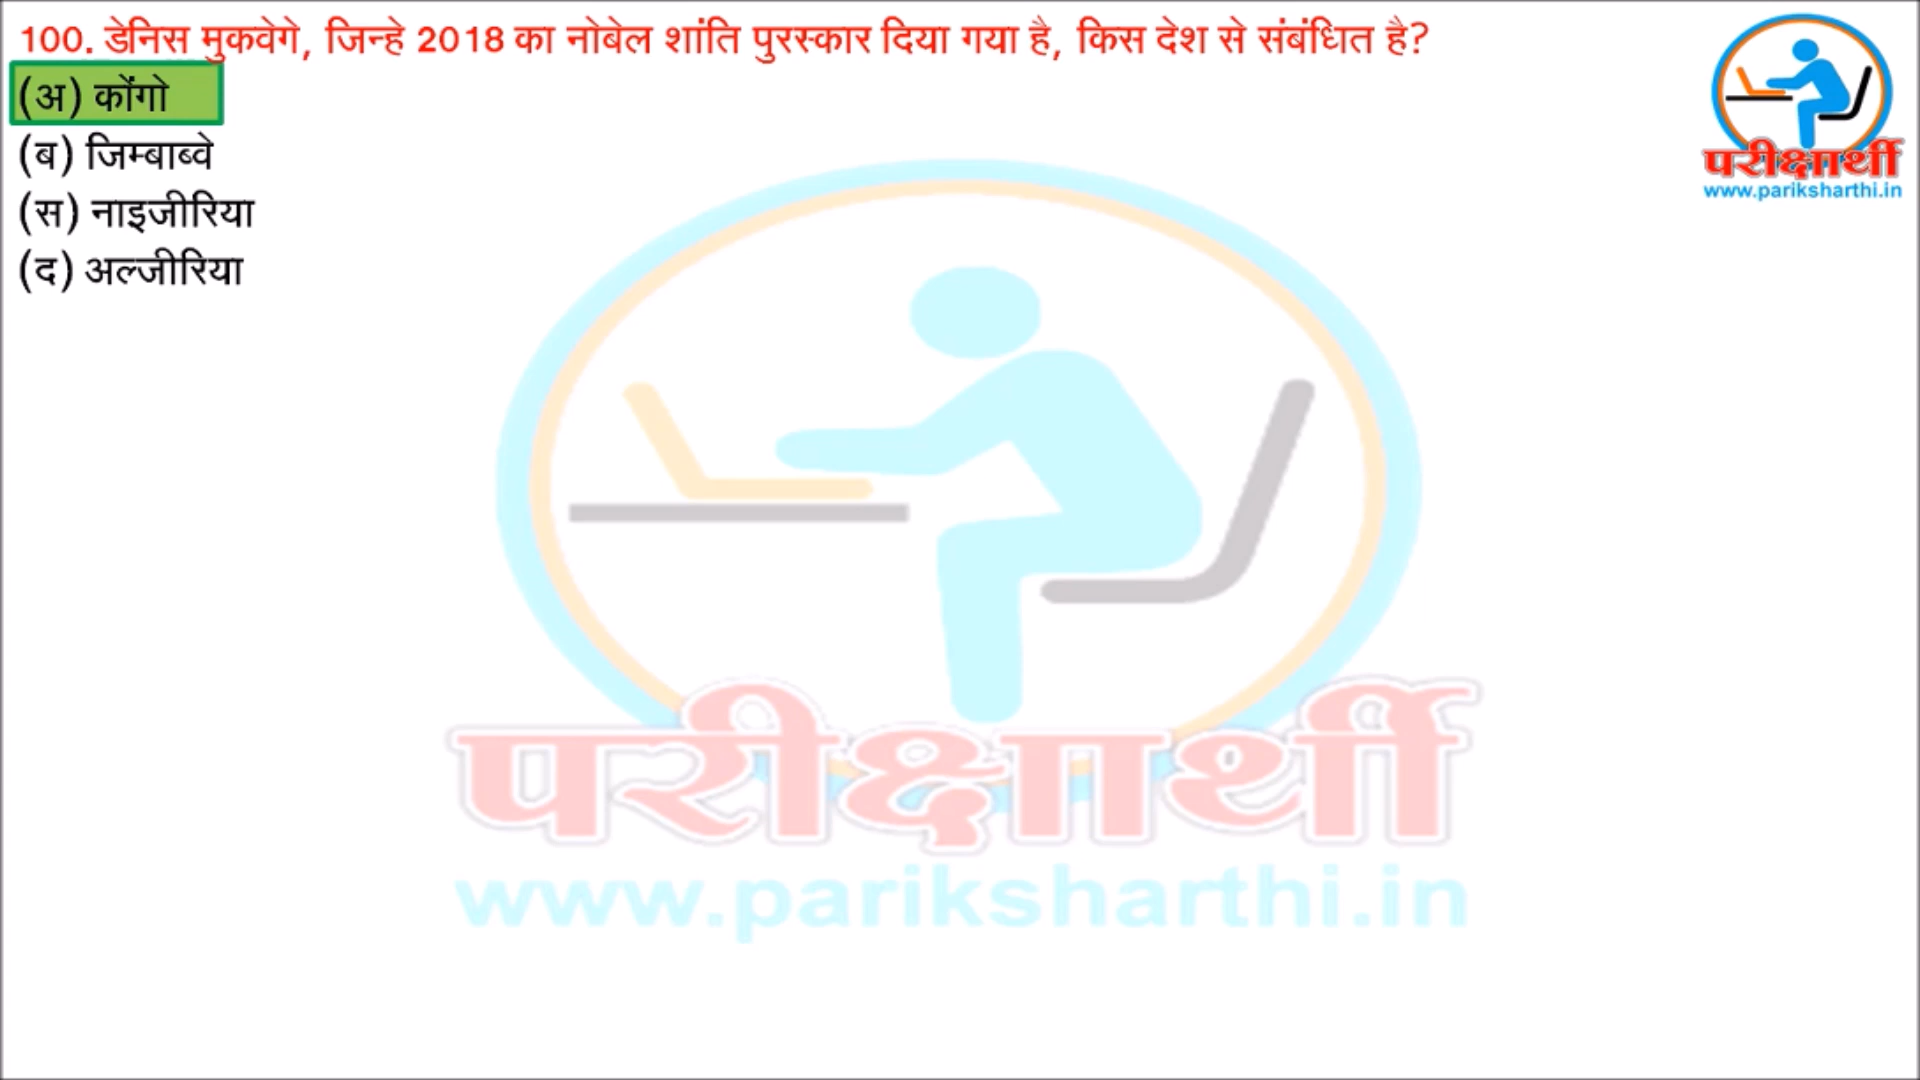 100. डेनिस मुकवेगे, जिन्हे 2018 का नोबेल शांति पुरस्कार दिया गया है, किस देश से संबंधित है?
(अ) कोंगो
(ब) जिम्बाब्वे
(स) नाइजीरिया
(द) अल्जीरिया
परीक्षार्थी
www.pariksharthi.in
परीक्षार्थी
www.pariksharthi.in